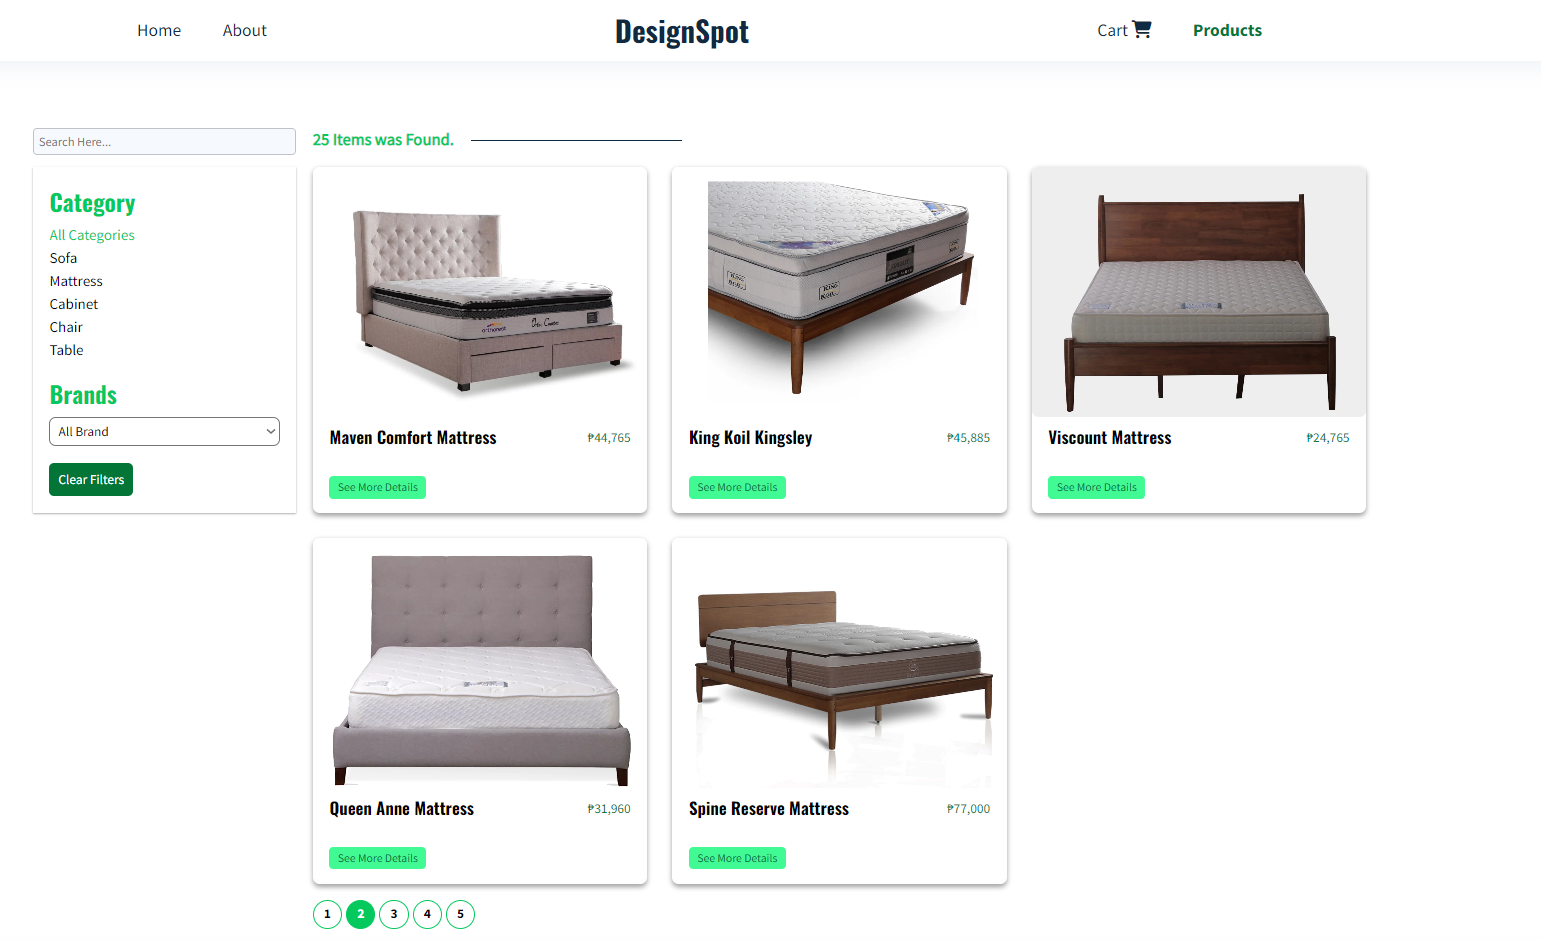 Home About DesignSpot Cart Products
Search Here...
25 Items was Found.
Category
All Categories
Sofa
Mattress
Cabinet
Chair
Table
Brands
All Brand
Clear Filters
Maven Comfort Mattress ₱44,765
See More Details
King Koil Kingsley ₱45,885
See More Details
Viscount Mattress ₱24,765
See More Details
Queen Anne Mattress ₱31,960
See More Details
Spine Reserve Mattress ₱77,000
See More Details
1 2 3 4 5